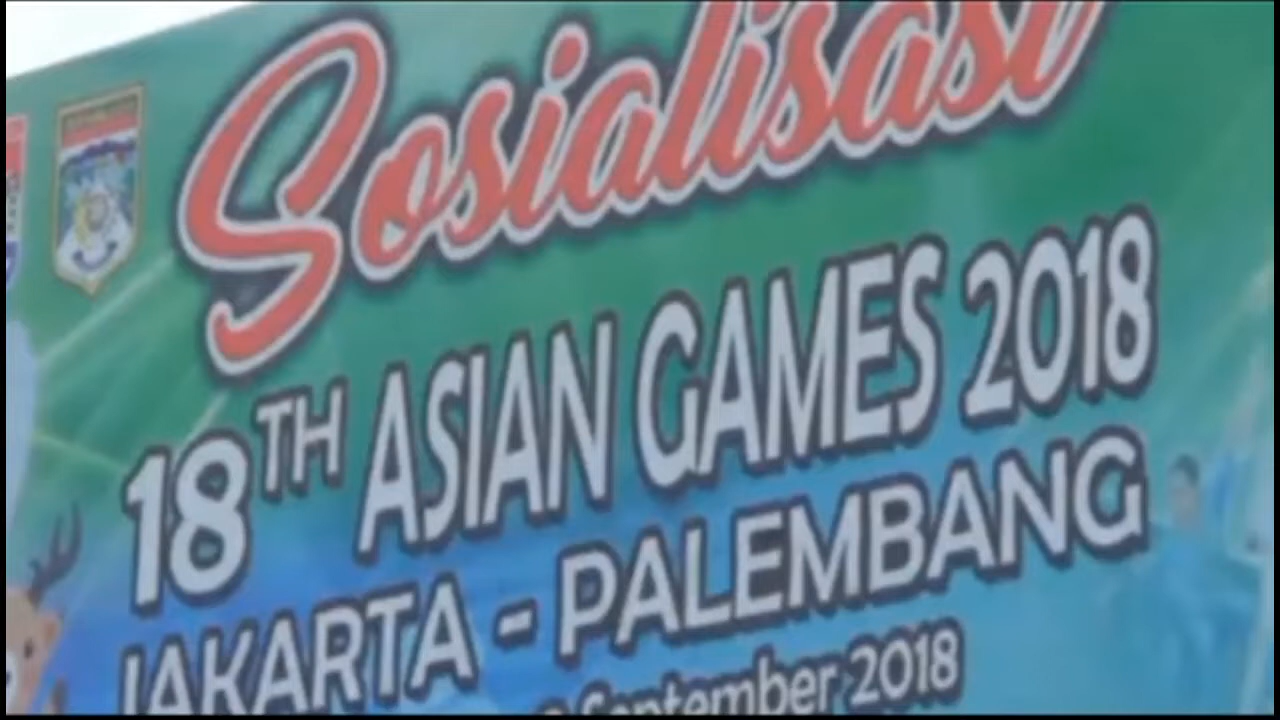 Sosialisasi
18TH ASIAN GAMES 2018
JAKARTA - PALEMBANG
September 2018